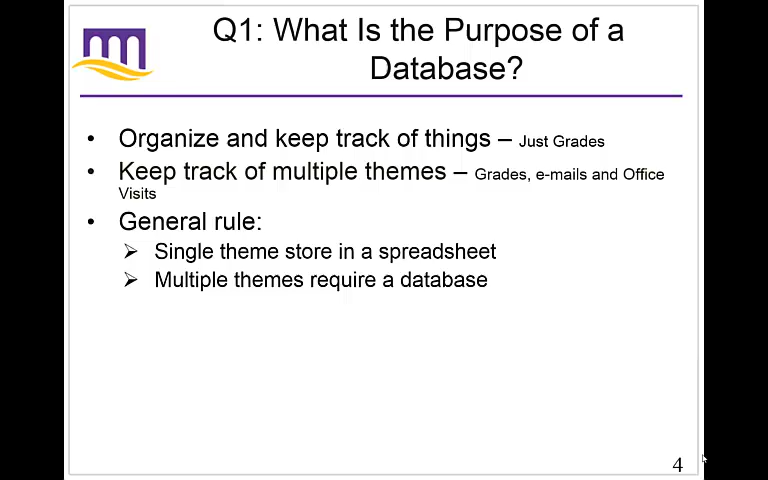 Q1: What Is the Purpose of a
Database?
• Organize and keep track of things – Just Grades
• Keep track of multiple themes – Grades, e-mails and Office
Visits
• General rule:
➢ Single theme store in a spreadsheet
➢ Multiple themes require a database
4